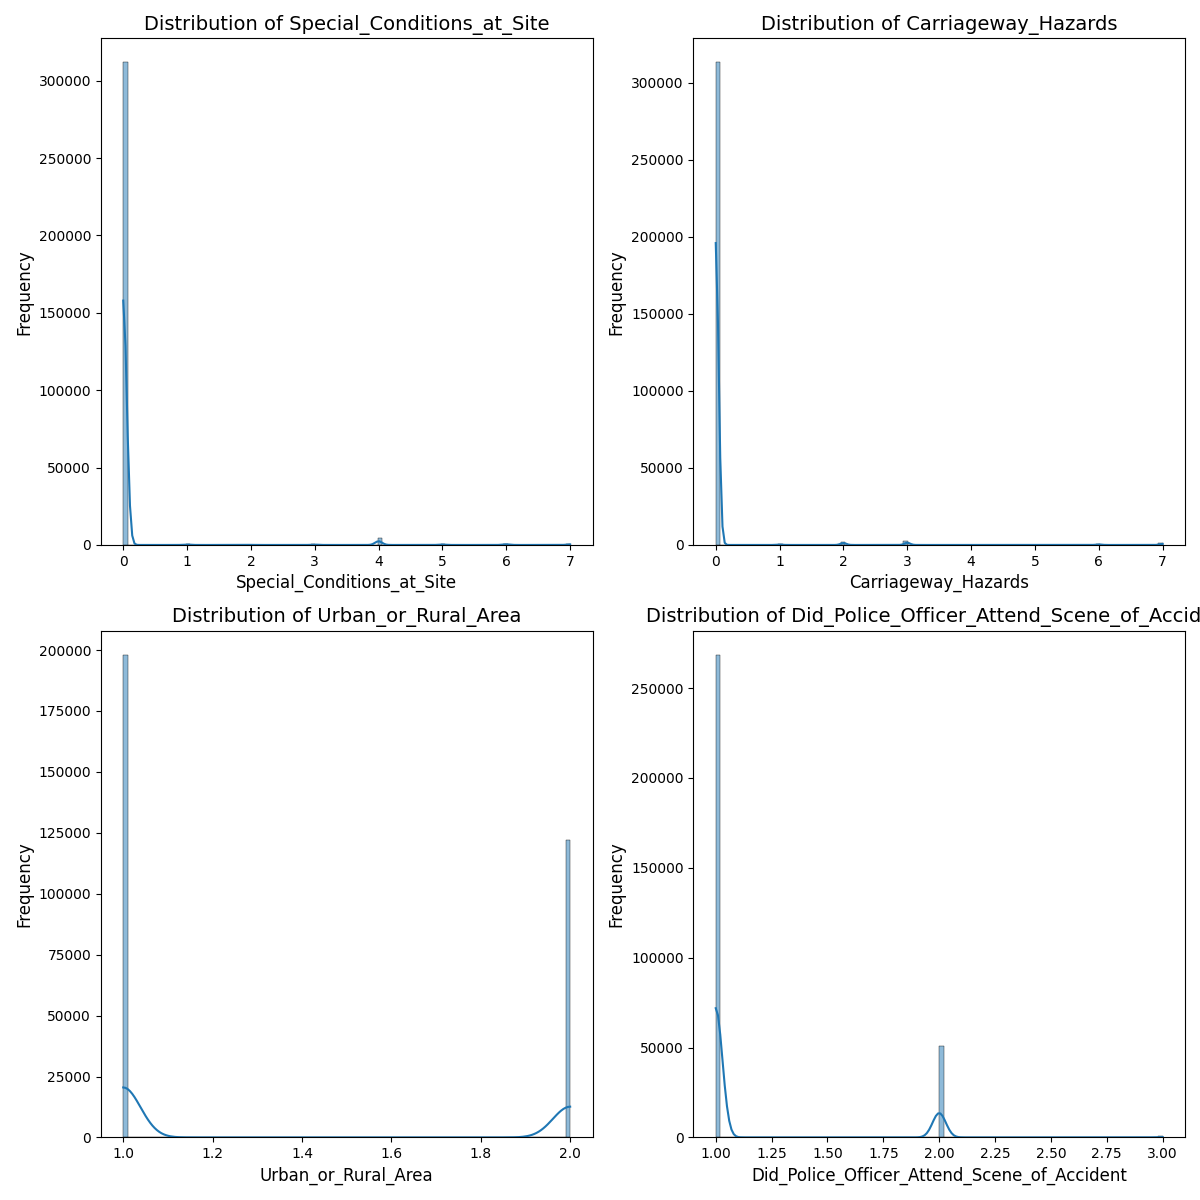 Distribution of Special_Conditions_at_Site
Frequency
300000
250000
200000
150000
100000
50000
0
0 1 2 3 4 5 6 7
Special_Conditions_at_Site
Distribution of Carriageway_Hazards
Frequency
300000
250000
200000
150000
100000
50000
0
0 1 2 3 4 5 6 7
Carriageway_Hazards
Distribution of Urban_or_Rural_Area
Frequency
200000
175000
150000
125000
100000
75000
50000
25000
0
1.0 1.2 1.4 1.6 1.8 2.0
Urban_or_Rural_Area
Distribution of Did_Police_Officer_Attend_Scene_of_Accid
Frequency
250000
200000
150000
100000
50000
0
1.00 1.25 1.50 1.75 2.00 2.25 2.50 2.75 3.00
Did_Police_Officer_Attend_Scene_of_Accident